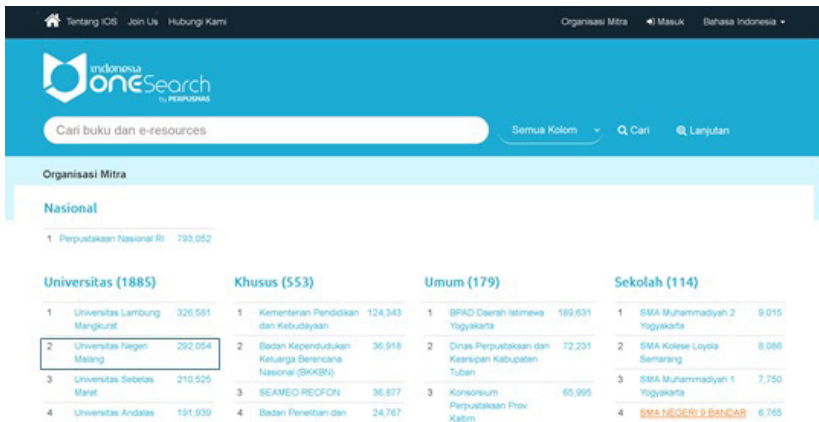 Tentang IOS Join Us Hubungi Kami Organisasi Mitra Masuk Bahasa Indonesia
indonesia
oneSearch
by PERPUSNAS
Cari buku dan e-resources Semua Kolom Cari Lanjutan
Organisasi Mitra
Nasional
1 Perpustakaan Nasional RI 793,052
Universitas (1885)
1 Universitas Lambung 326,581
Mangkurat
2 Universitas Negeri 292,054
Malang
3 Universitas Sebelas 210,525
Maret
4 Universitas Andalas 191,939
Khusus (553)
1 Kementerian Pendidikan 124,343
dan Kebudayaan
2 Badan Kependudukan 36,918
Keluarga Berencana
Nasional (BKKBN)
3 SEAMEO RECFON 36,877
4 Badan Penelitian dan 24,767
Umum (179)
1 BPAD Daerah Istimewa 189,631
Yogyakarta
2 Dinas Perpustakaan dan 72,231
Kearsipan Kabupaten
Tuban
3 Konsorsium 65,995
Perpustakaan Prov.
Kaltim
Sekolah (114)
1 SMA Muhammadiyah 2 9,015
Yogyakarta
2 SMA Kolese Loyola 8,086
Semarang
3 SMA Muhammadiyah 1 7,750
Yogyakarta
4 SMA NEGERI 9 BANDAR 6,765